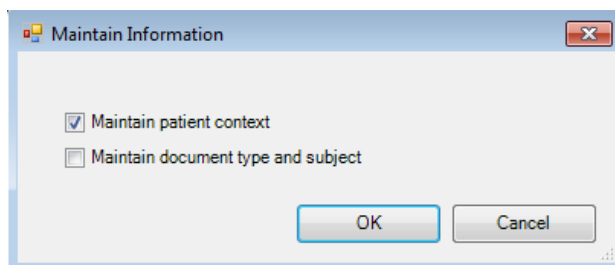 Maintain Information
Maintain patient context
Maintain document type and subject
OK Cancel